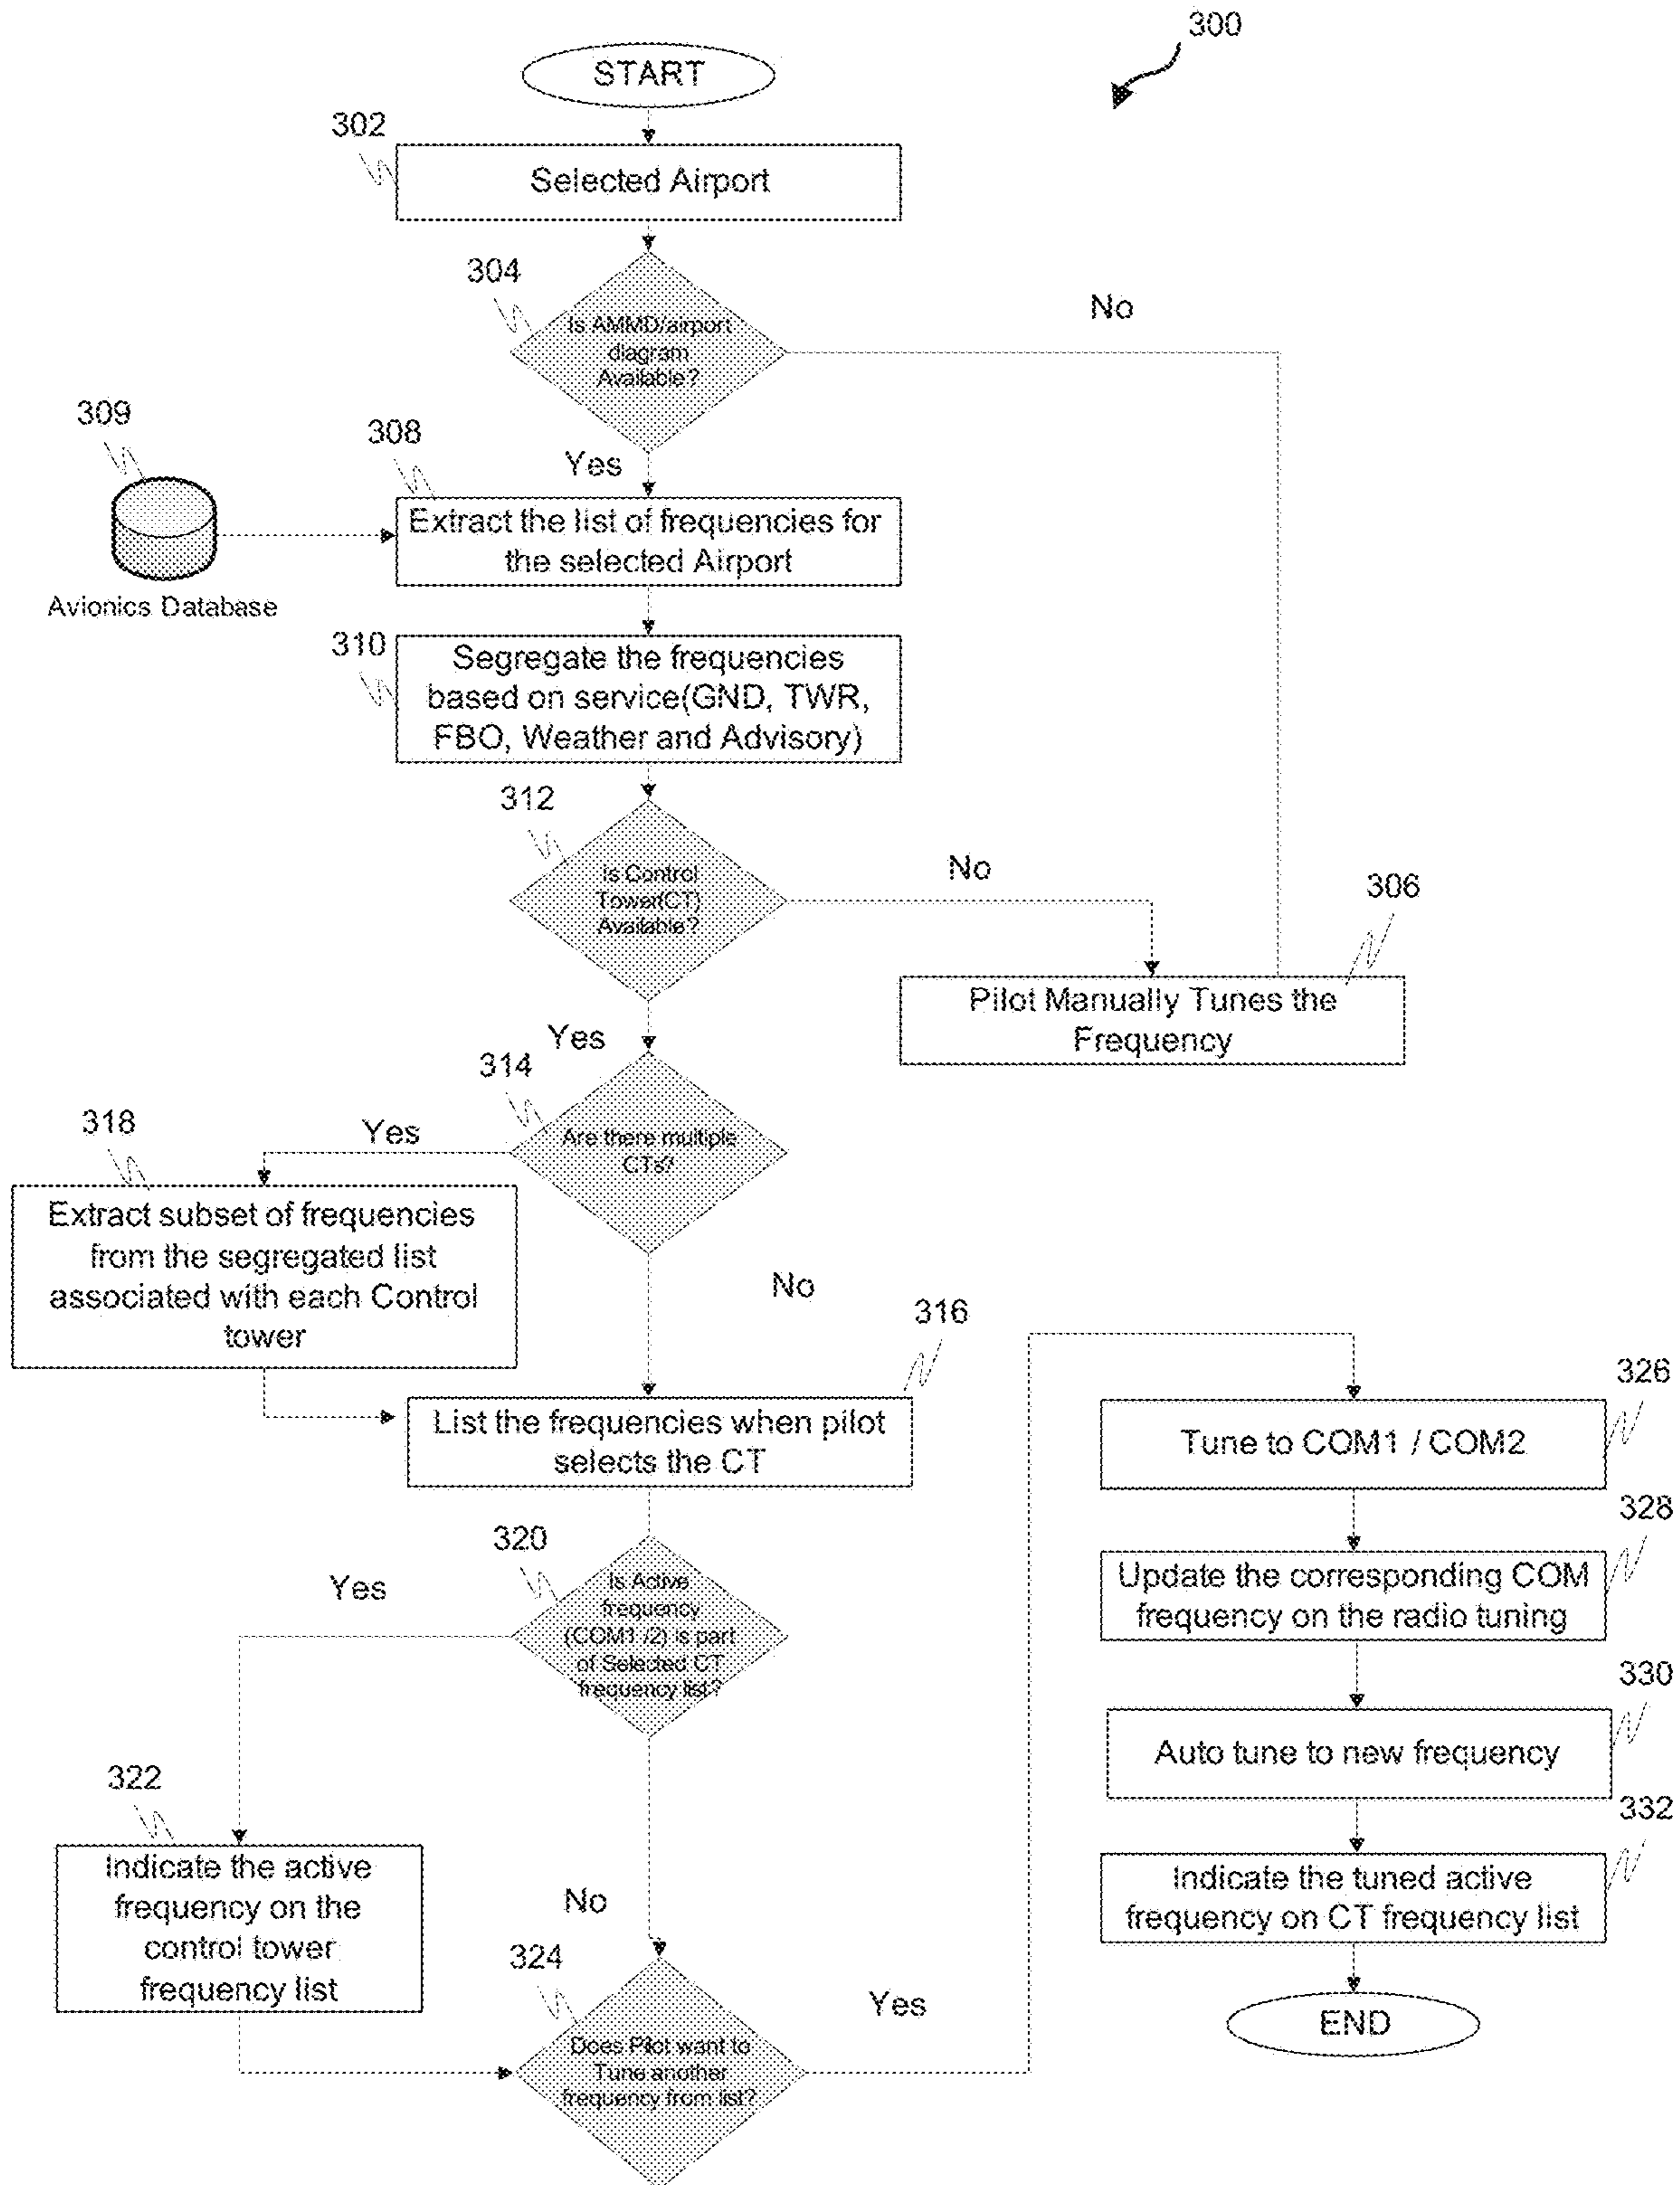 300
START
302
Selected Airport
304
Is AMMD/airport
diagram
Available?
No
309
308
Yes
Extract the list of frequencies for
the selected Airport
Avionics Database
310
Segregate the frequencies
based on service(GND, TWR,
FBO, Weather and Advisory)
312
Is Control
Tower(CT)
Available?
No
306
Pilot Manually Tunes the
Frequency
Yes
314
Are there multiple
CTs?
318
Yes
Extract subset of frequencies
from the segregated list
associated with each Control
tower
No
316
List the frequencies when pilot
selects the CT
320
Is Active
frequency
(COM1 /2) is part
of Selected CT
frequency list?
Yes
322
Indicate the active
frequency on the
control tower
frequency list
No
324
Does Pilot want to
Tune another
frequency from list?
Yes
326
Tune to COM1 / COM2
328
Update the corresponding COM
frequency on the radio tuning
330
Auto tune to new frequency
332
Indicate the tuned active
frequency on CT frequency list
END